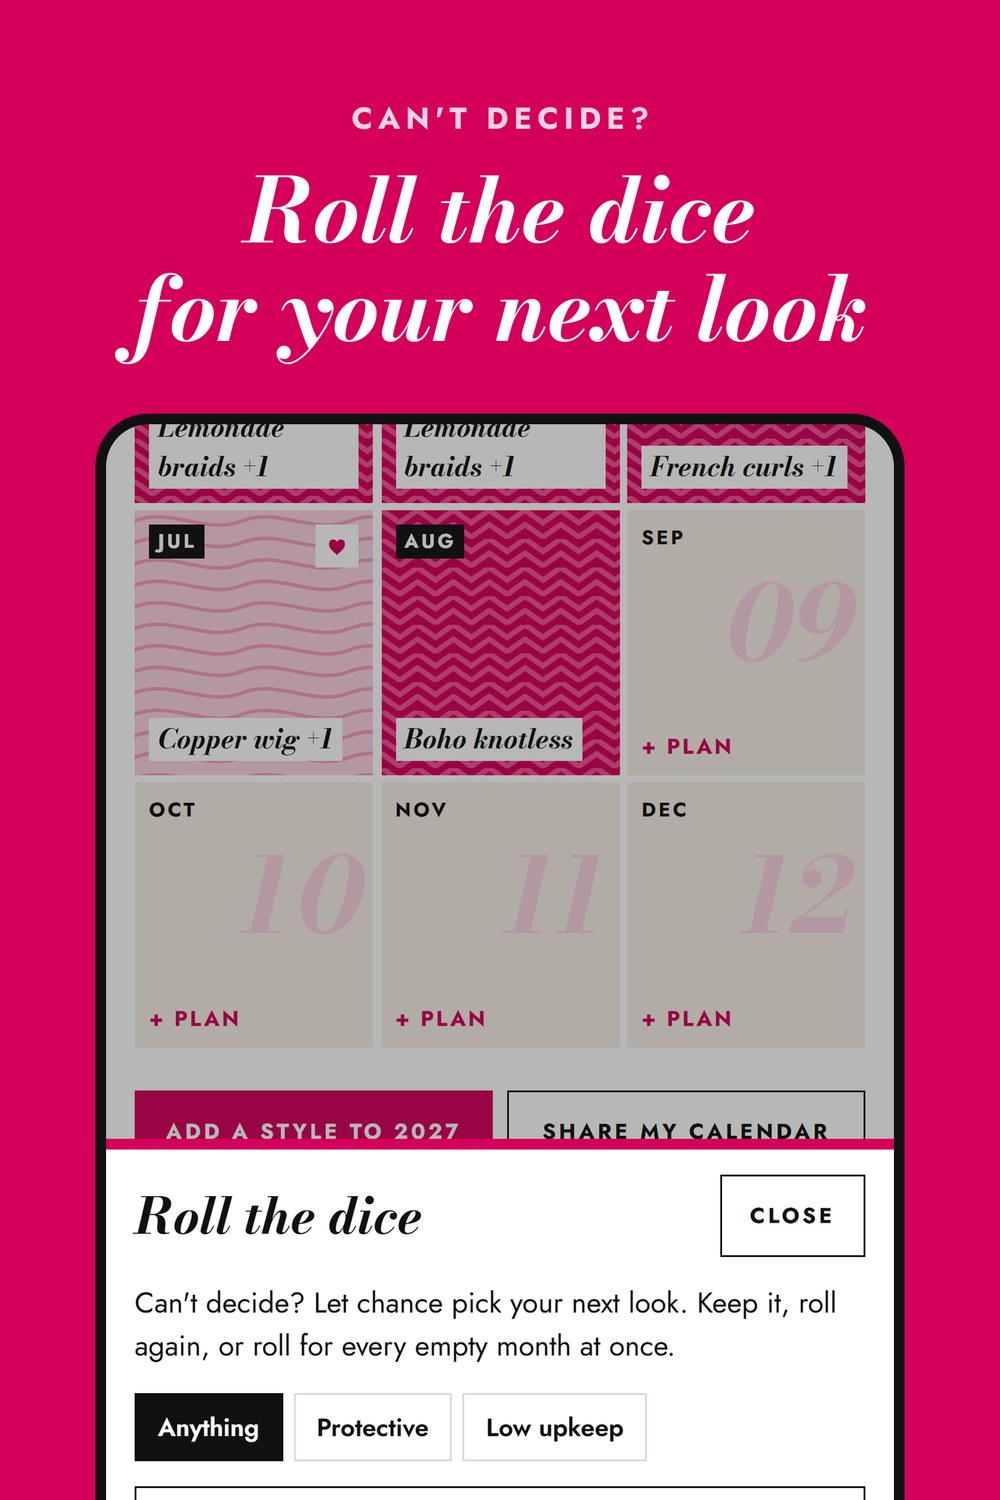 CAN'T DECIDE?
Roll the dice
for your next look
Lemonade
braids +1
Lemonade
braids +1
French curls +1
JUL
Copper wig +1
AUG
Boho knotless
SEP
09
+ PLAN
OCT
10
+ PLAN
NOV
11
+ PLAN
DEC
12
+ PLAN
ADD A STYLE TO 2027
SHARE MY CALENDAR
Roll the dice
CLOSE
Can't decide? Let chance pick your next look. Keep it, roll
again, or roll for every empty month at once.
Anything
Protective
Low upkeep